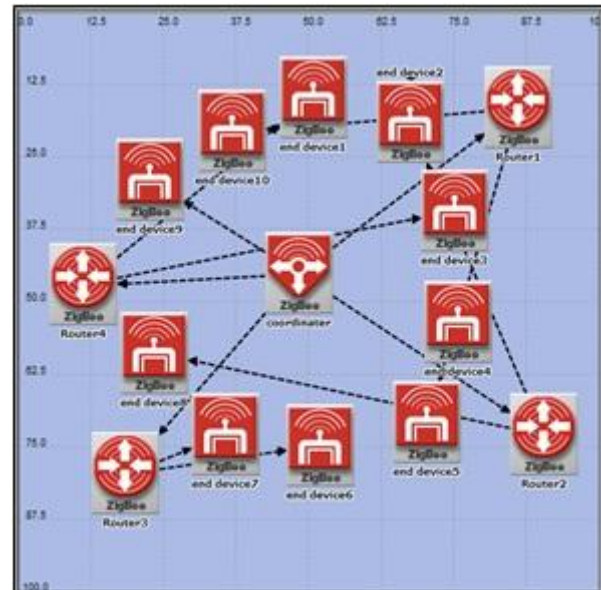 0.0 12.5 25.0 37.5 50.0 62.5 75.0 87.5 10
12.5
25.0
37.5
50.0
62.5
75.0
87.5
100.0
end device2
ZigBee
end device1
ZigBee
ZigBee
Router1
ZigBee
end device10
ZigBee
end device9
ZigBee
end device3
ZigBee
Router4
ZigBee
coordinater
ZigBee
end device4
ZigBee
end device8
ZigBee
end device5
ZigBee
Router2
ZigBee
end device7
ZigBee
end device6
ZigBee
Router3